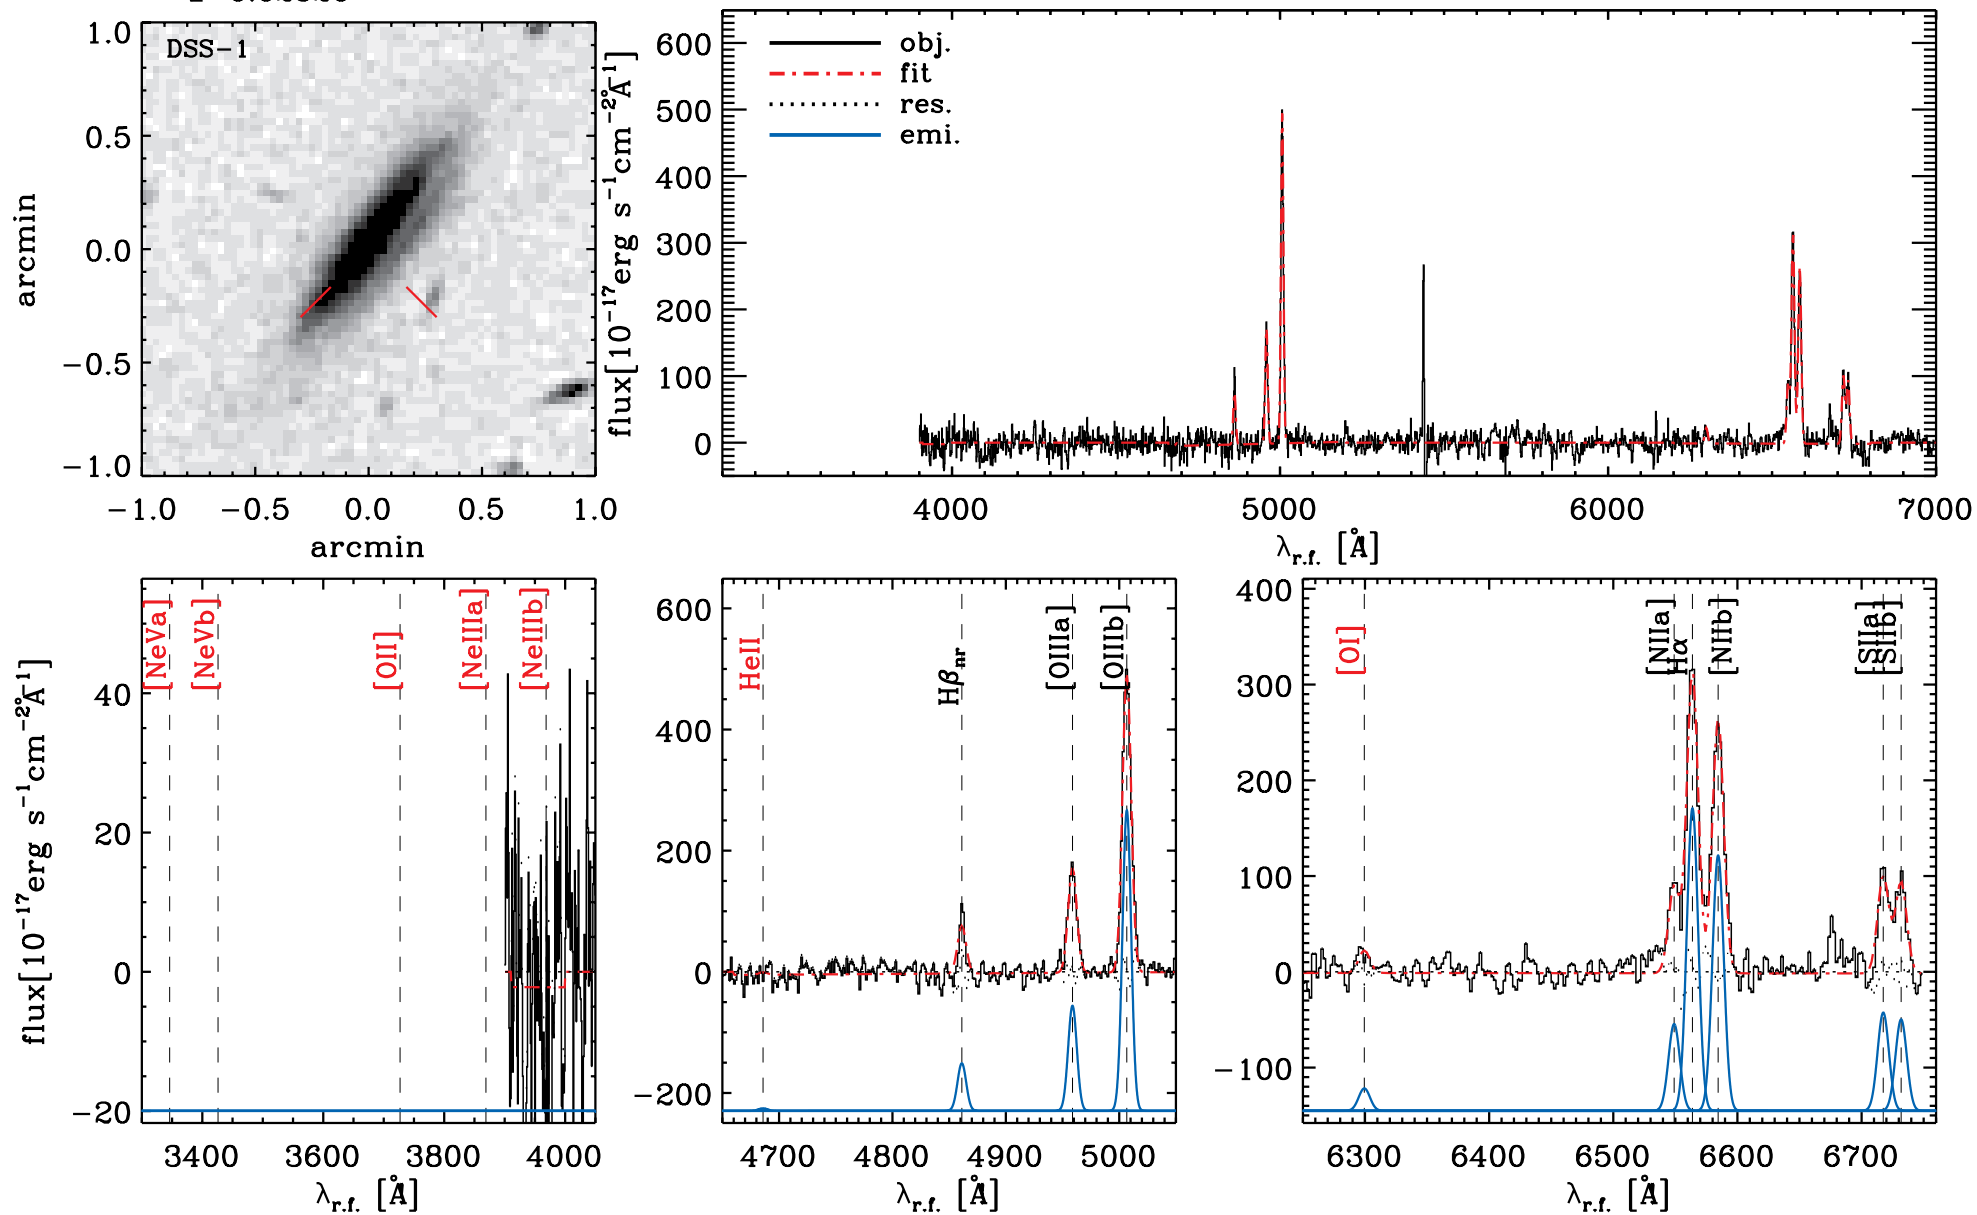 DSS-1
1.0
0.5
0.0
−0.5
−1.0
−1.0 −0.5 0.0 0.5 1.0
arcmin
arcmin
obj.
fit
res.
emi.
600
500
400
300
200
100
0
flux[10⁻¹⁷erg s⁻¹cm⁻²Å⁻¹]
4000 5000 6000 7000
λr.f. [Å]
[NeVa] [NeVb] [OII] [NeIIIa] [NeIIIb]
40
20
0
−20
flux[10⁻¹⁷erg s⁻¹cm⁻²Å⁻¹]
3400 3600 3800 4000
λr.f. [Å]
HeII Hβnr [OIIIa] [OIIIb]
600
400
200
0
−200
4700 4800 4900 5000
λr.f. [Å]
[OI] [NIIa] Hα [NIIb] [SIIa] [SIIb]
400
300
200
100
0
−100
6300 6400 6500 6600 6700
λr.f. [Å]